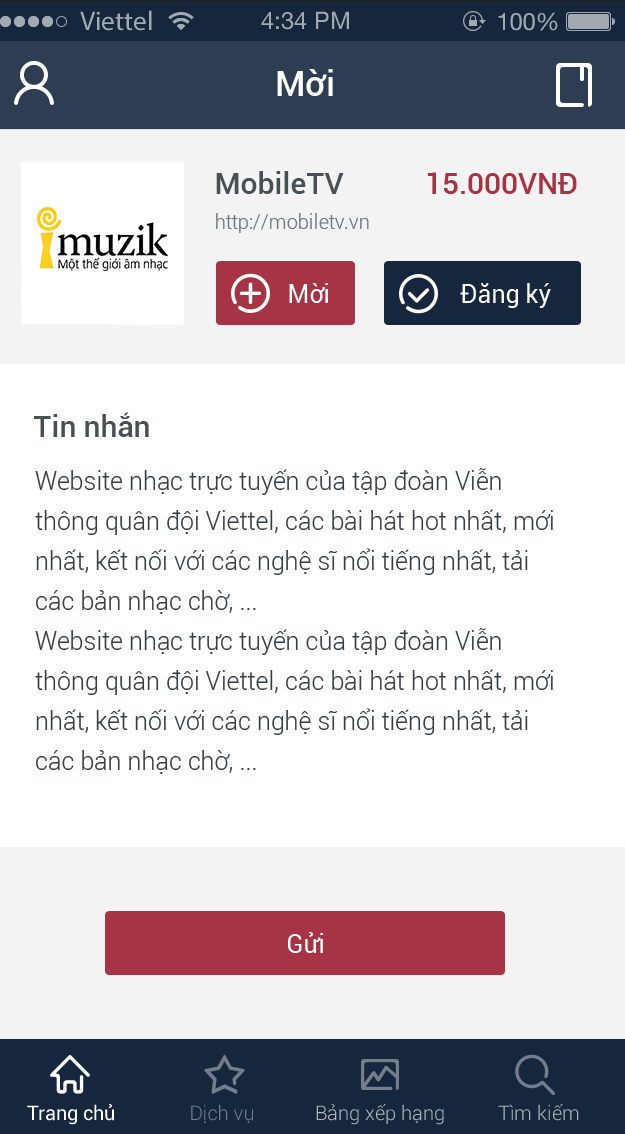 Viettel 4:34 PM 100%
Mời
MobileTV 15.000VNĐ
http://mobiletv.vn
imuzik
Một thế giới âm nhạc
Mời Đăng ký
Tin nhắn
Website nhạc trực tuyến của tập đoàn Viễn
thông quân đội Viettel, các bài hát hot nhất, mới
nhất, kết nối với các nghệ sĩ nổi tiếng nhất, tải
các bản nhạc chờ, ...
Website nhạc trực tuyến của tập đoàn Viễn
thông quân đội Viettel, các bài hát hot nhất, mới
nhất, kết nối với các nghệ sĩ nổi tiếng nhất, tải
các bản nhạc chờ, ...
Gửi
Trang chủ Dịch vụ Bảng xếp hạng Tìm kiếm